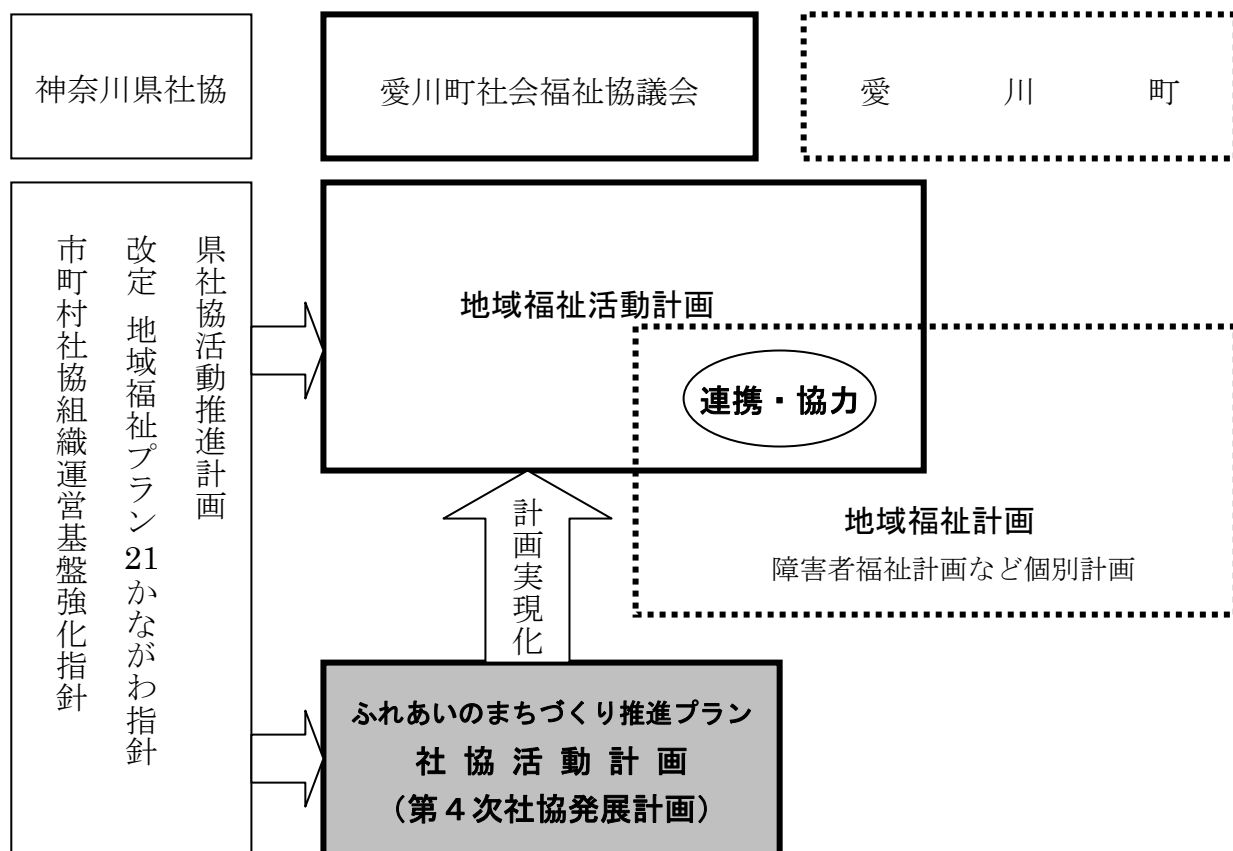 神奈川県社協
愛川町社会福祉協議会
愛川町
県社協活動推進計画
改定 地域福祉プラン21かながわ指針
市町村社協組織運営基盤強化指針
地域福祉活動計画
連携・協力
地域福祉計画
障害者福祉計画など個別計画
計画実現化
ふれあいのまちづくり推進プラン
社協活動計画
（第４次社協発展計画）